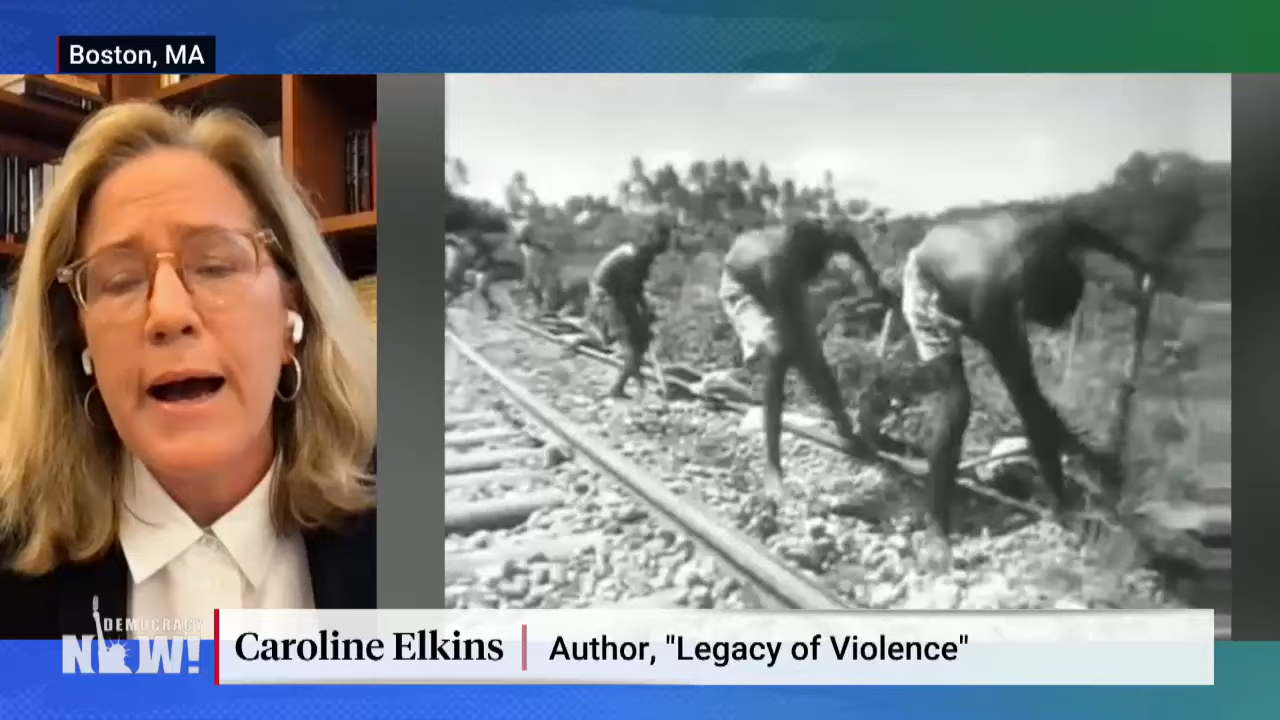 Boston, MA
DEMOCRACY
NOW!
Caroline Elkins
Author, "Legacy of Violence"